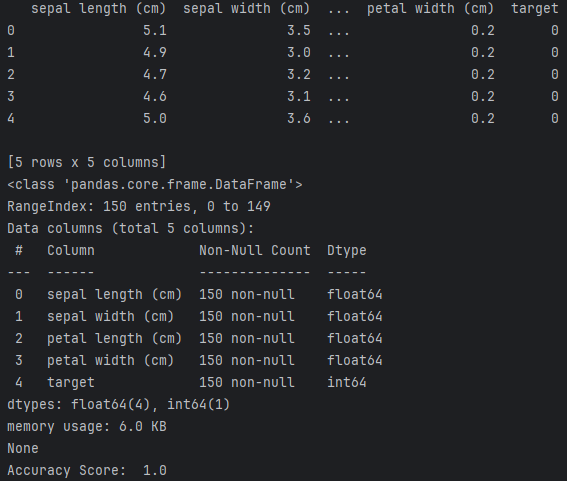 sepal length (cm)  sepal width (cm)  ...  petal width (cm)  target
0                5.1               3.5  ...               0.2       0
1                4.9               3.0  ...               0.2       0
2                4.7               3.2  ...               0.2       0
3                4.6               3.1  ...               0.2       0
4                5.0               3.6  ...               0.2       0

[5 rows x 5 columns]
<class 'pandas.core.frame.DataFrame'>
RangeIndex: 150 entries, 0 to 149
Data columns (total 5 columns):
 #   Column             Non-Null Count  Dtype
---  ------             --------------  -----
 0   sepal length (cm)  150 non-null    float64
 1   sepal width (cm)   150 non-null    float64
 2   petal length (cm)  150 non-null    float64
 3   petal width (cm)   150 non-null    float64
 4   target             150 non-null    int64
dtypes: float64(4), int64(1)
memory usage: 6.0 KB
None
Accuracy Score:  1.0